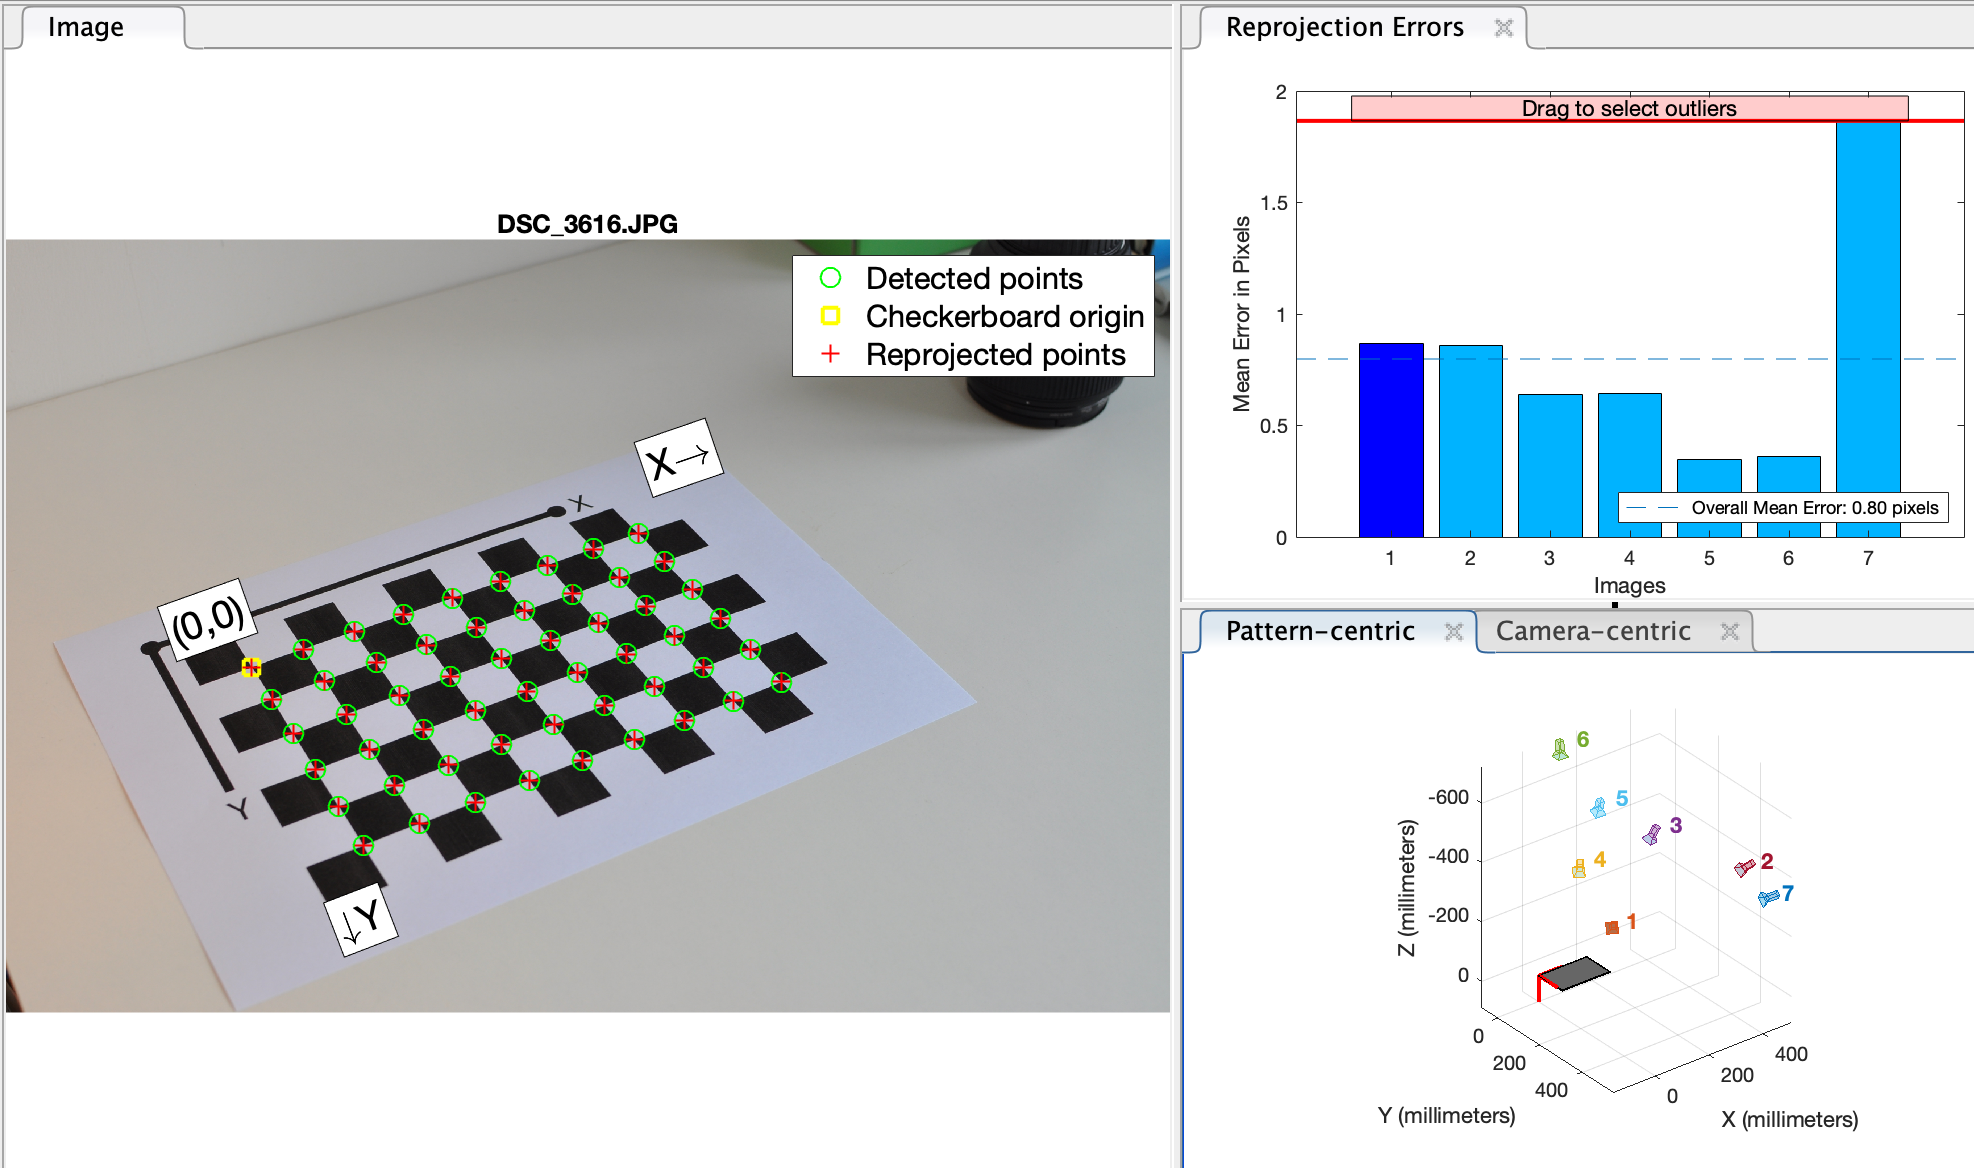 Image
DSC_3616.JPG
Detected points
Checkerboard origin
Reprojected points
X→
X
(0,0)
Y
↓Y
Reprojection Errors
Drag to select outliers
2
1.5
1
0.5
0
Mean Error in Pixels
Overall Mean Error: 0.80 pixels
1 2 3 4 5 6 7
Images
Pattern-centric
Camera-centric
6
5
3
4
2
7
1
-600
-400
-200
0
Z (millimeters)
0
200
400
Y (millimeters)
0
200
400
X (millimeters)